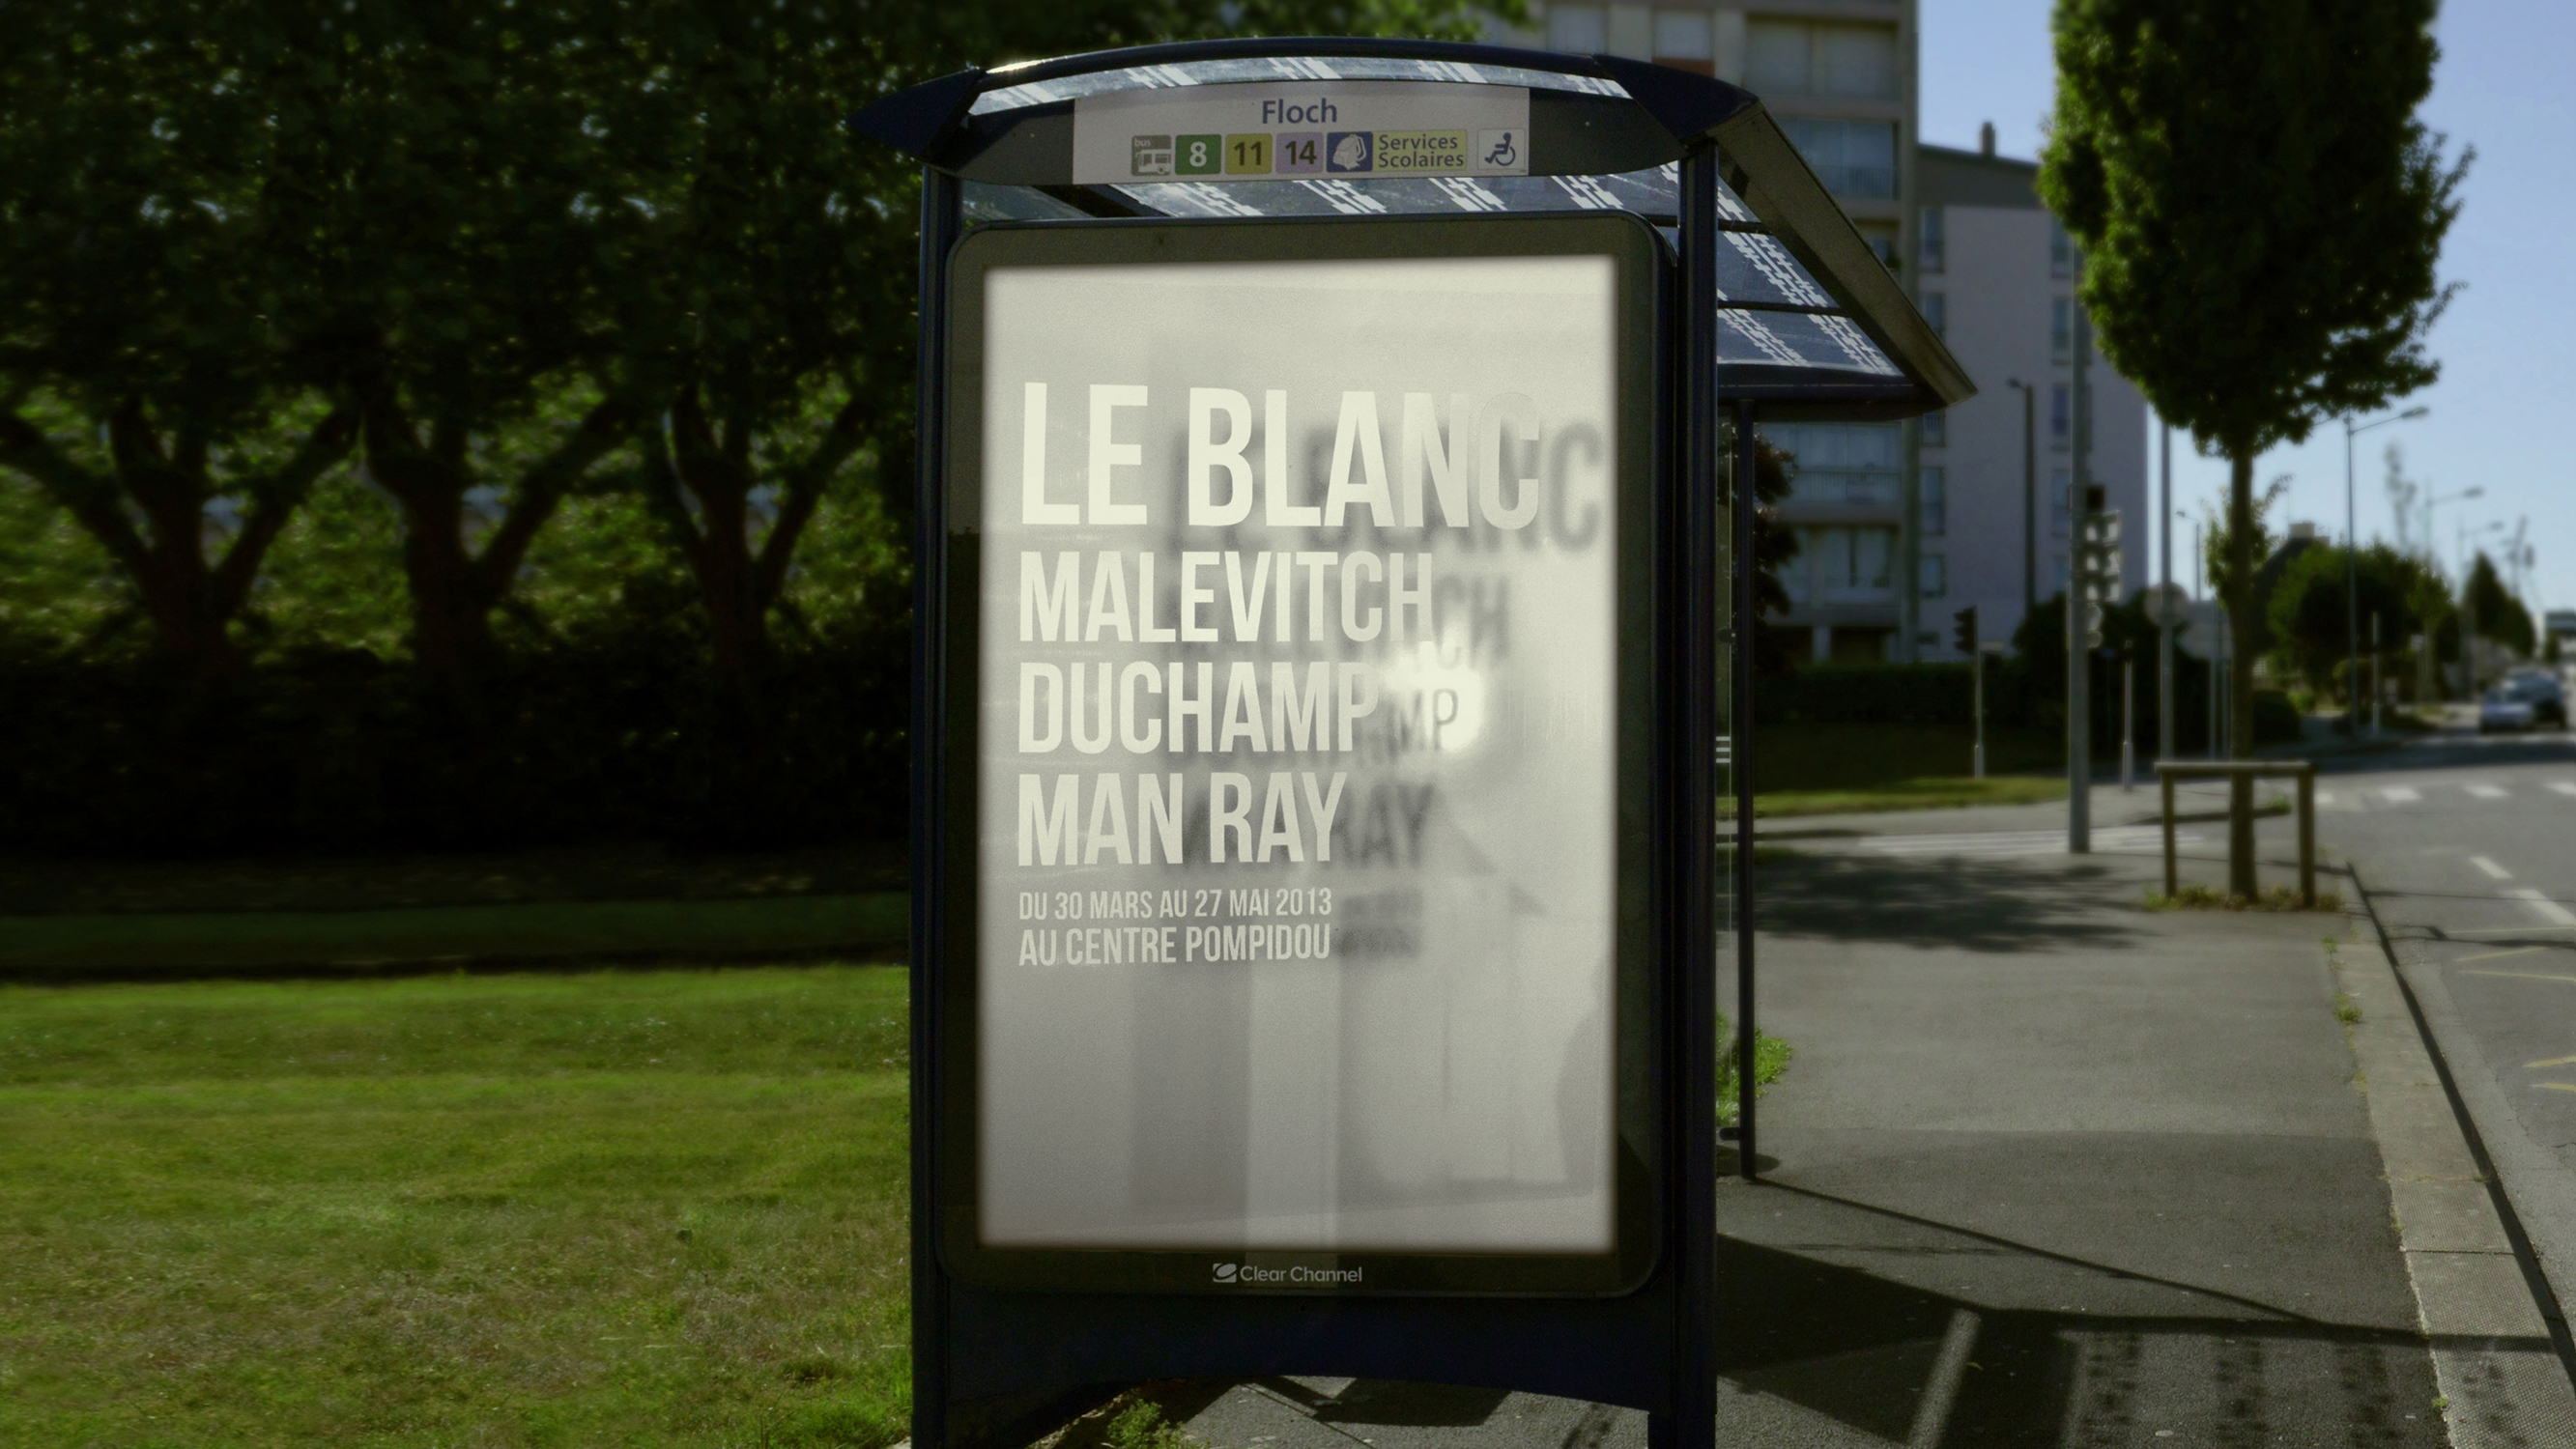 Floch
bus 8 11 14 Services
Scolaires
LE BLANC
MALEVITCH
DUCHAMP
MAN RAY
DU 30 MARS AU 27 MAI 2013
AU CENTRE POMPIDOU
Clear Channel